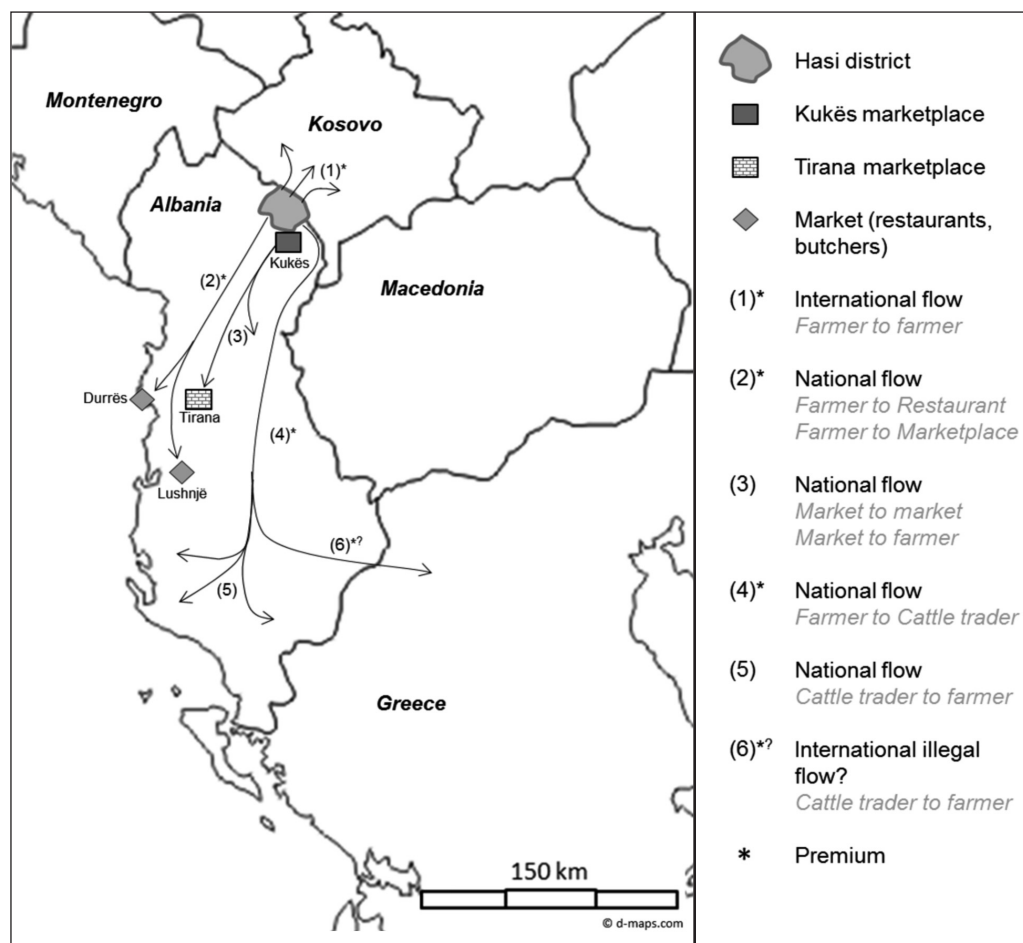 Montenegro
Kosovo
(1)*
Albania
Kukës
(2)*
Macedonia
(3)
Durrës
Tirana
(4)*
Lushnjë
(6)*?
(5)
Greece
150 km
© d-maps.com
Hasi district
Kukës marketplace
Tirana marketplace
Market (restaurants,
butchers)
(1)* International flow
Farmer to farmer
(2)* National flow
Farmer to Restaurant
Farmer to Marketplace
(3) National flow
Market to market
Market to farmer
(4)* National flow
Farmer to Cattle trader
(5) National flow
Cattle trader to farmer
(6)*? International illegal
flow?
Cattle trader to farmer
* Premium